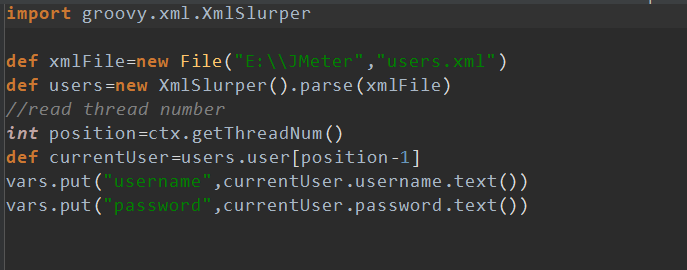 import groovy.xml.XmlSlurper
def xmlFile=new File("E:\\JMeter","users.xml")
def users=new XmlSlurper().parse(xmlFile)
//read thread number
int position=ctx.getThreadNum()
def currentUser=users.user[position-1]
vars.put("username",currentUser.username.text())
vars.put("password",currentUser.password.text())